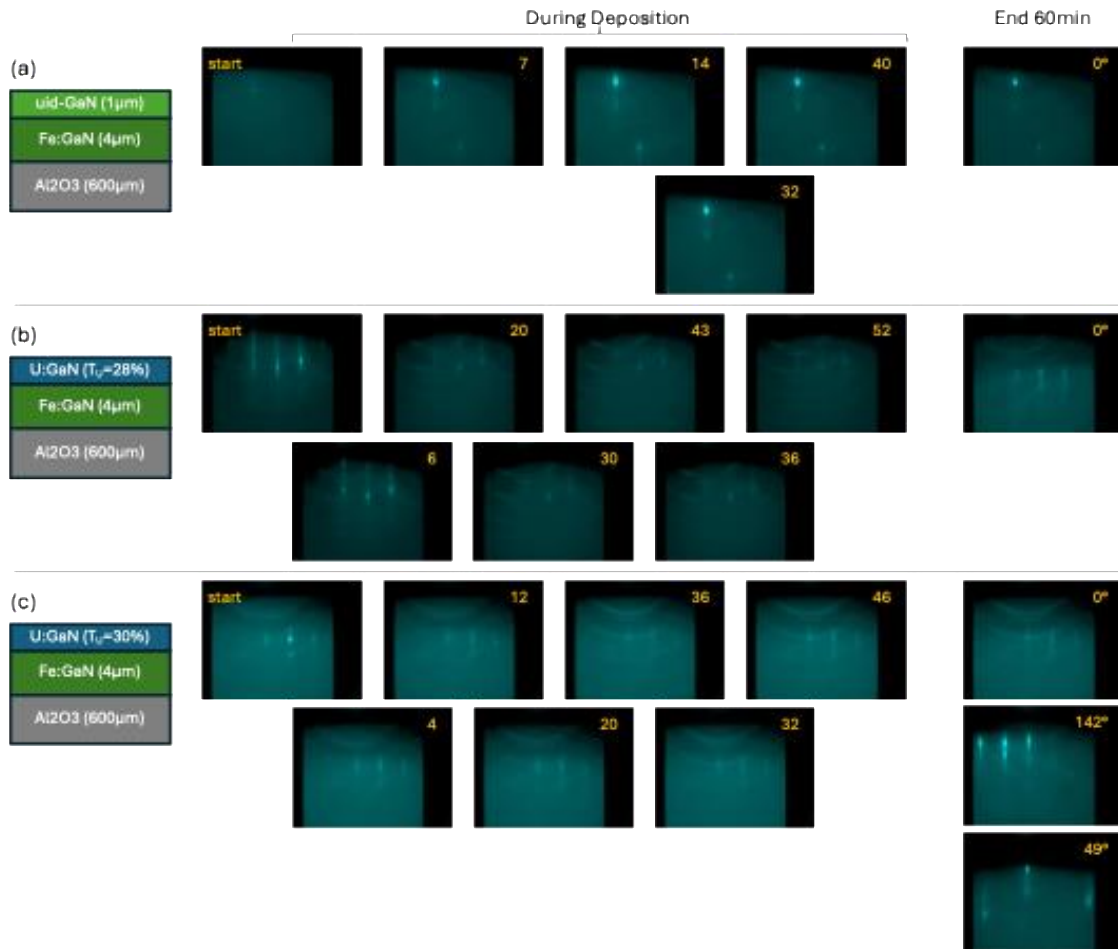 During Deposition
End 60min
(a)
start
7
14
40
0°
uid-GaN (1µm)
Fe:GaN (4µm)
Al2O3 (600µm)
32
(b)
start
20
43
52
0°
U:GaN (TU=28%)
Fe:GaN (4µm)
Al2O3 (600µm)
6
30
36
(c)
start
12
36
46
0°
U:GaN (TU=30%)
Fe:GaN (4µm)
Al2O3 (600µm)
4
20
32
142°
49°